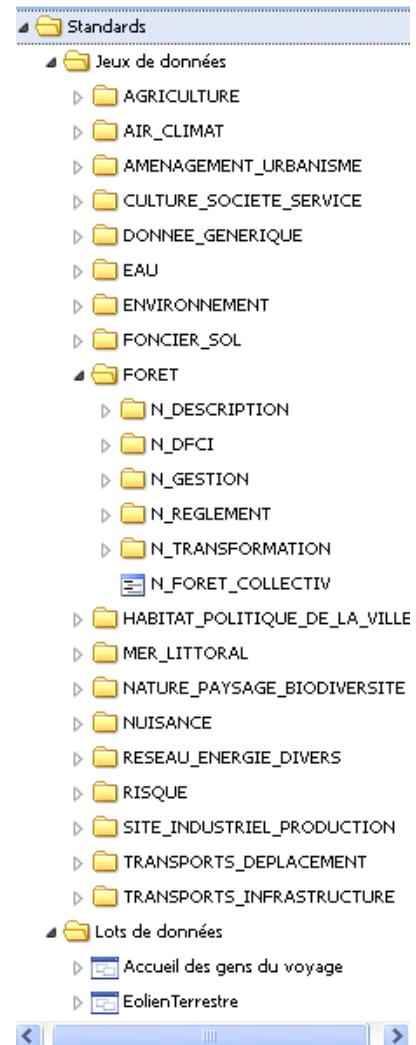 Standards
Jeux de données
AGRICULTURE
AIR_CLIMAT
AMENAGEMENT_URBANISME
CULTURE_SOCIETE_SERVICE
DONNEE_GENERIQUE
EAU
ENVIRONNEMENT
FONCIER_SOL
FORET
N_DESCRIPTION
N_DFCI
N_GESTION
N_REGLEMENT
N_TRANSFORMATION
N_FORET_COLLECTIV
HABITAT_POLITIQUE_DE_LA_VILLE
MER_LITTORAL
NATURE_PAYSAGE_BIODIVERSITE
NUISANCE
RESEAU_ENERGIE_DIVERS
RISQUE
SITE_INDUSTRIEL_PRODUCTION
TRANSPORTS_DEPLACEMENT
TRANSPORTS_INFRASTRUCTURE
Lots de données
Accueil des gens du voyage
EolienTerrestre